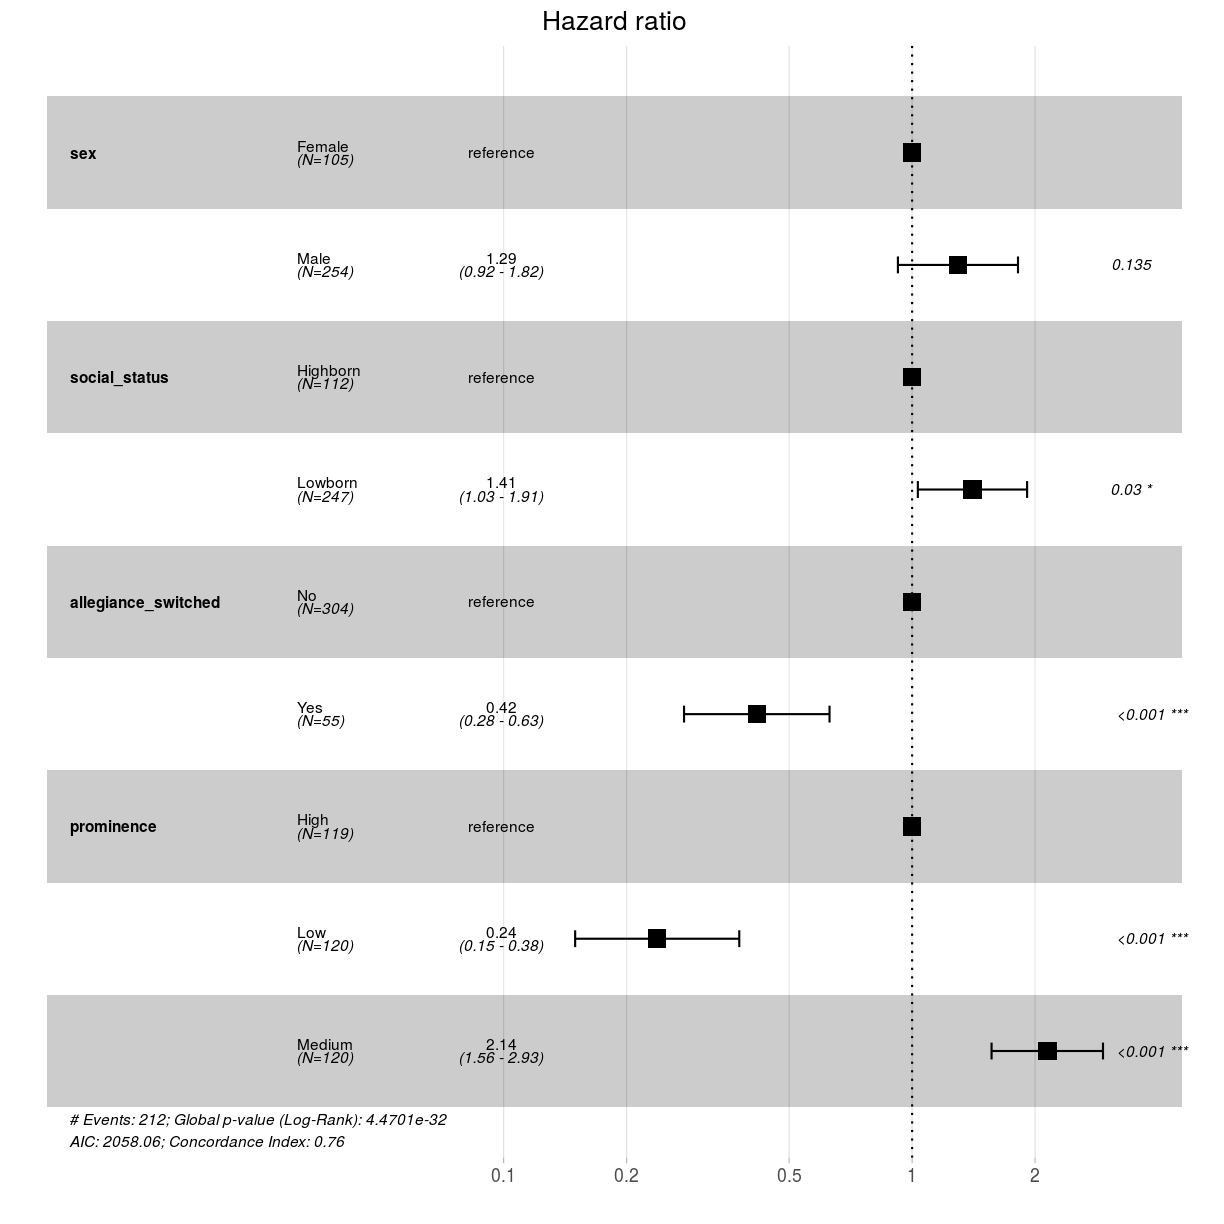 Hazard ratio
sex
Female
(N=105)
reference
Male
(N=254)
1.29
(0.92 - 1.82)
0.135
social_status
Highborn
(N=112)
reference
Lowborn
(N=247)
1.41
(1.03 - 1.91)
0.03 *
allegiance_switched
No
(N=304)
reference
Yes
(N=55)
0.42
(0.28 - 0.63)
<0.001 ***
prominence
High
(N=119)
reference
Low
(N=120)
0.24
(0.15 - 0.38)
<0.001 ***
Medium
(N=120)
2.14
(1.56 - 2.93)
<0.001 ***
# Events: 212; Global p-value (Log-Rank): 4.4701e-32
AIC: 2058.06; Concordance Index: 0.76
0.1 0.2 0.5 1 2